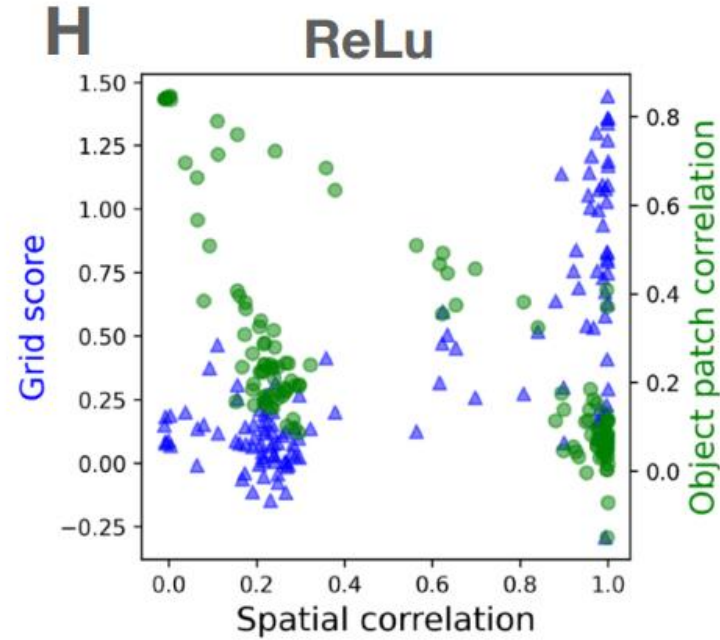 H
ReLu
1.50
1.25
1.00
0.75
0.50
0.25
0.00
−0.25
Grid score
0.8
0.6
0.4
0.2
0.0
Object patch correlation
0.0 0.2 0.4 0.6 0.8 1.0
Spatial correlation